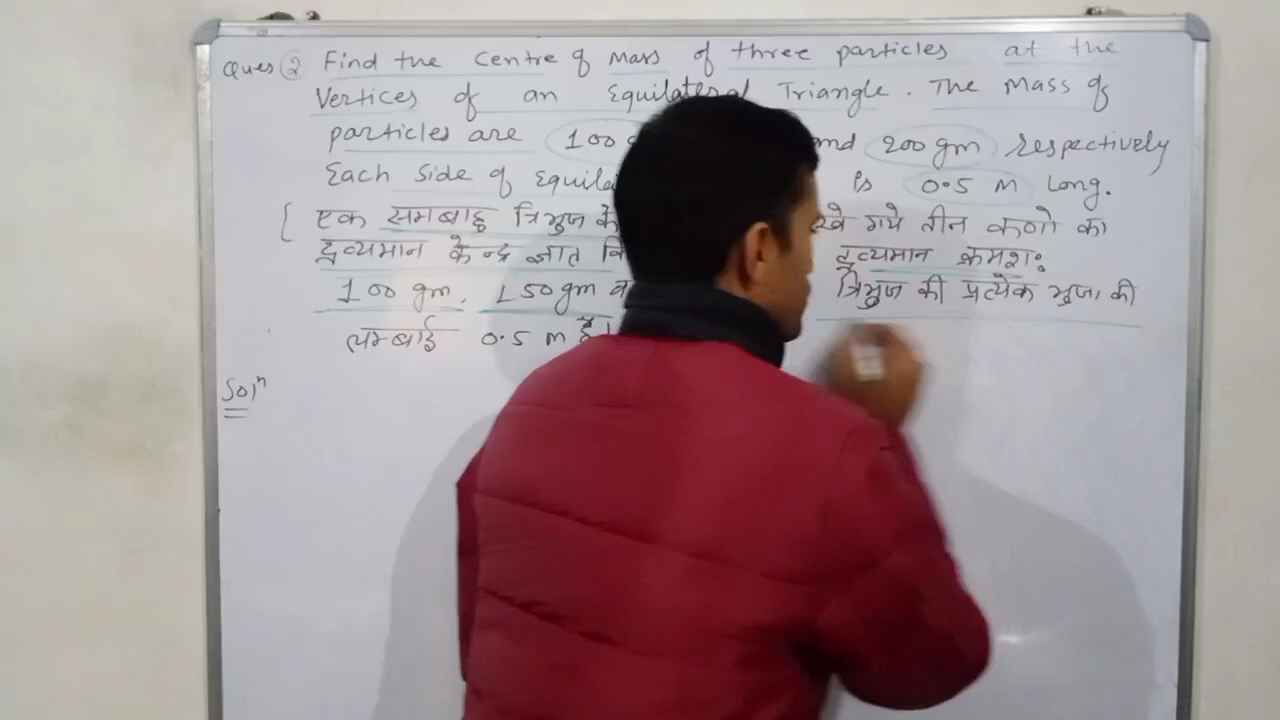 Ques ② Find the Centre of Mass of three particles at the
Vertices of an Equilateral Triangle. The Mass of
particles are 100 and 200 gm respectively
Each Side of is 0.5 m Long.
{ एक समबाहु त्रिभुज के गये तीन कणो का
द्रव्यमान केन्द्र ज्ञात द्रव्यमान क्रमशः
100 gm, 150 gm त्रिभुज की प्रत्येक भुजा की
लम्बाई 0.5 m है।
Solⁿ